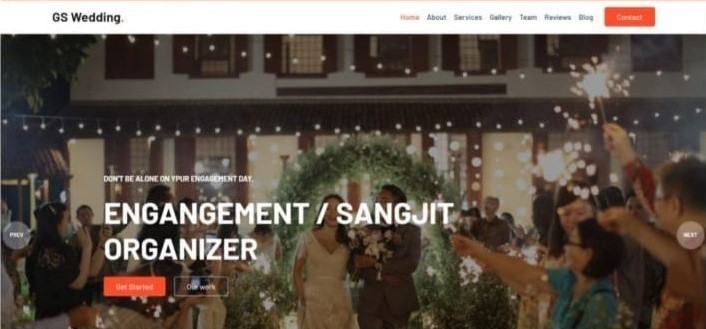 GS Wedding.
Home About Services Gallery Team Reviews Blog Contact
DON'T BE ALONE ON YPUR ENGAGEMENT DAY.
ENGANGEMENT / SANGJIT
ORGANIZER
PREV
NEXT
Get Started Our work